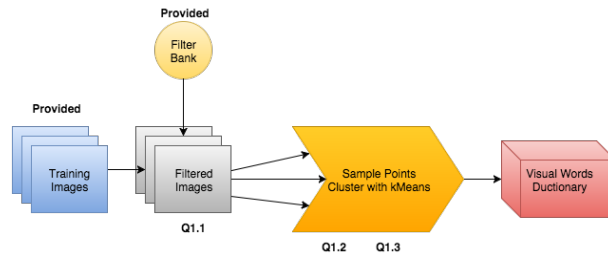 Provided
Filter
Bank
Provided
Training
Images
Filtered
Images
Sample Points
Cluster with kMeans
Visual Words
Ductionary
Q1.1
Q1.2
Q1.3